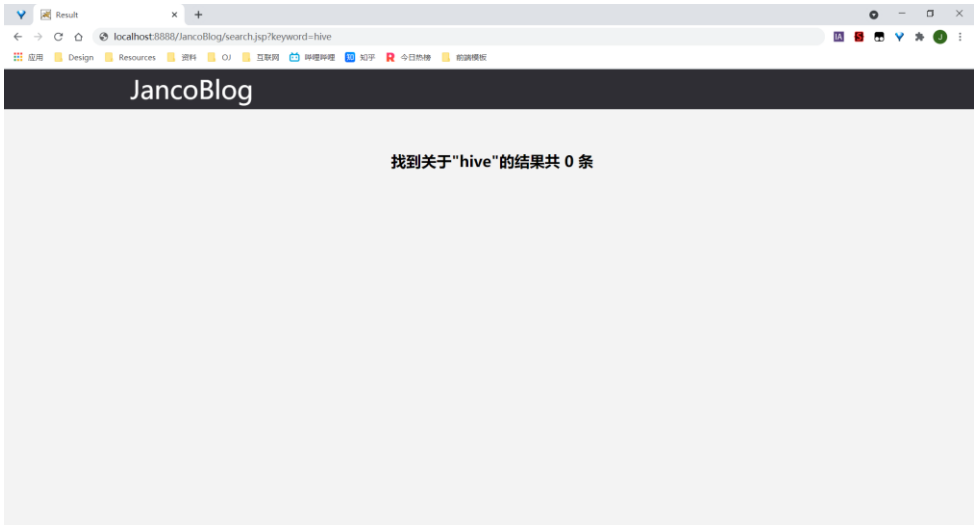 Result
localhost:8888/JancoBlog/search.jsp?keyword=hive
应用 Design Resources 资料 OJ 互联网 哔哩哔哩 知乎 今日热榜 前端模板
JancoBlog
找到关于"hive"的结果共 0 条